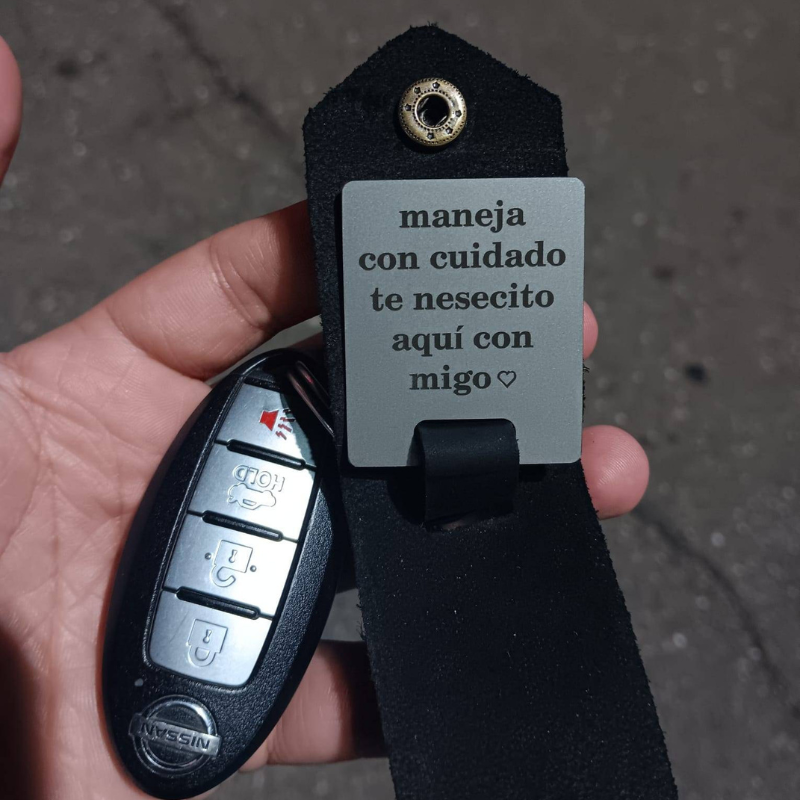 maneja
con cuidado
te nesecito
aquí con
migo ♡
HOLD
NISSAN